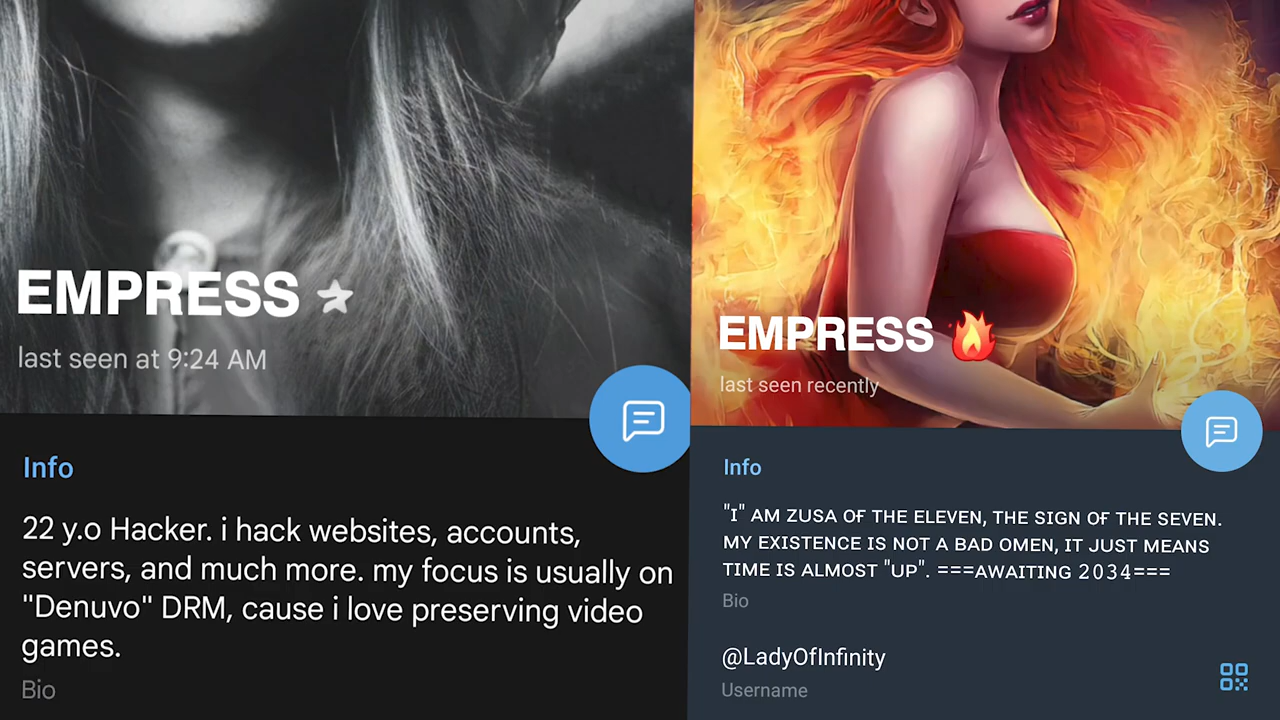 EMPRESS
last seen at 9:24 AM
Info
22 y.o Hacker. i hack websites, accounts,
servers, and much more. my focus is usually on
"Denuvo" DRM, cause i love preserving video
games.
Bio
EMPRESS 🔥
last seen recently
Info
"I" AM ZUSA OF THE ELEVEN, THE SIGN OF THE SEVEN.
MY EXISTENCE IS NOT A BAD OMEN, IT JUST MEANS
TIME IS ALMOST "UP". ===AWAITING 2034===
Bio
@LadyOfInfinity
Username